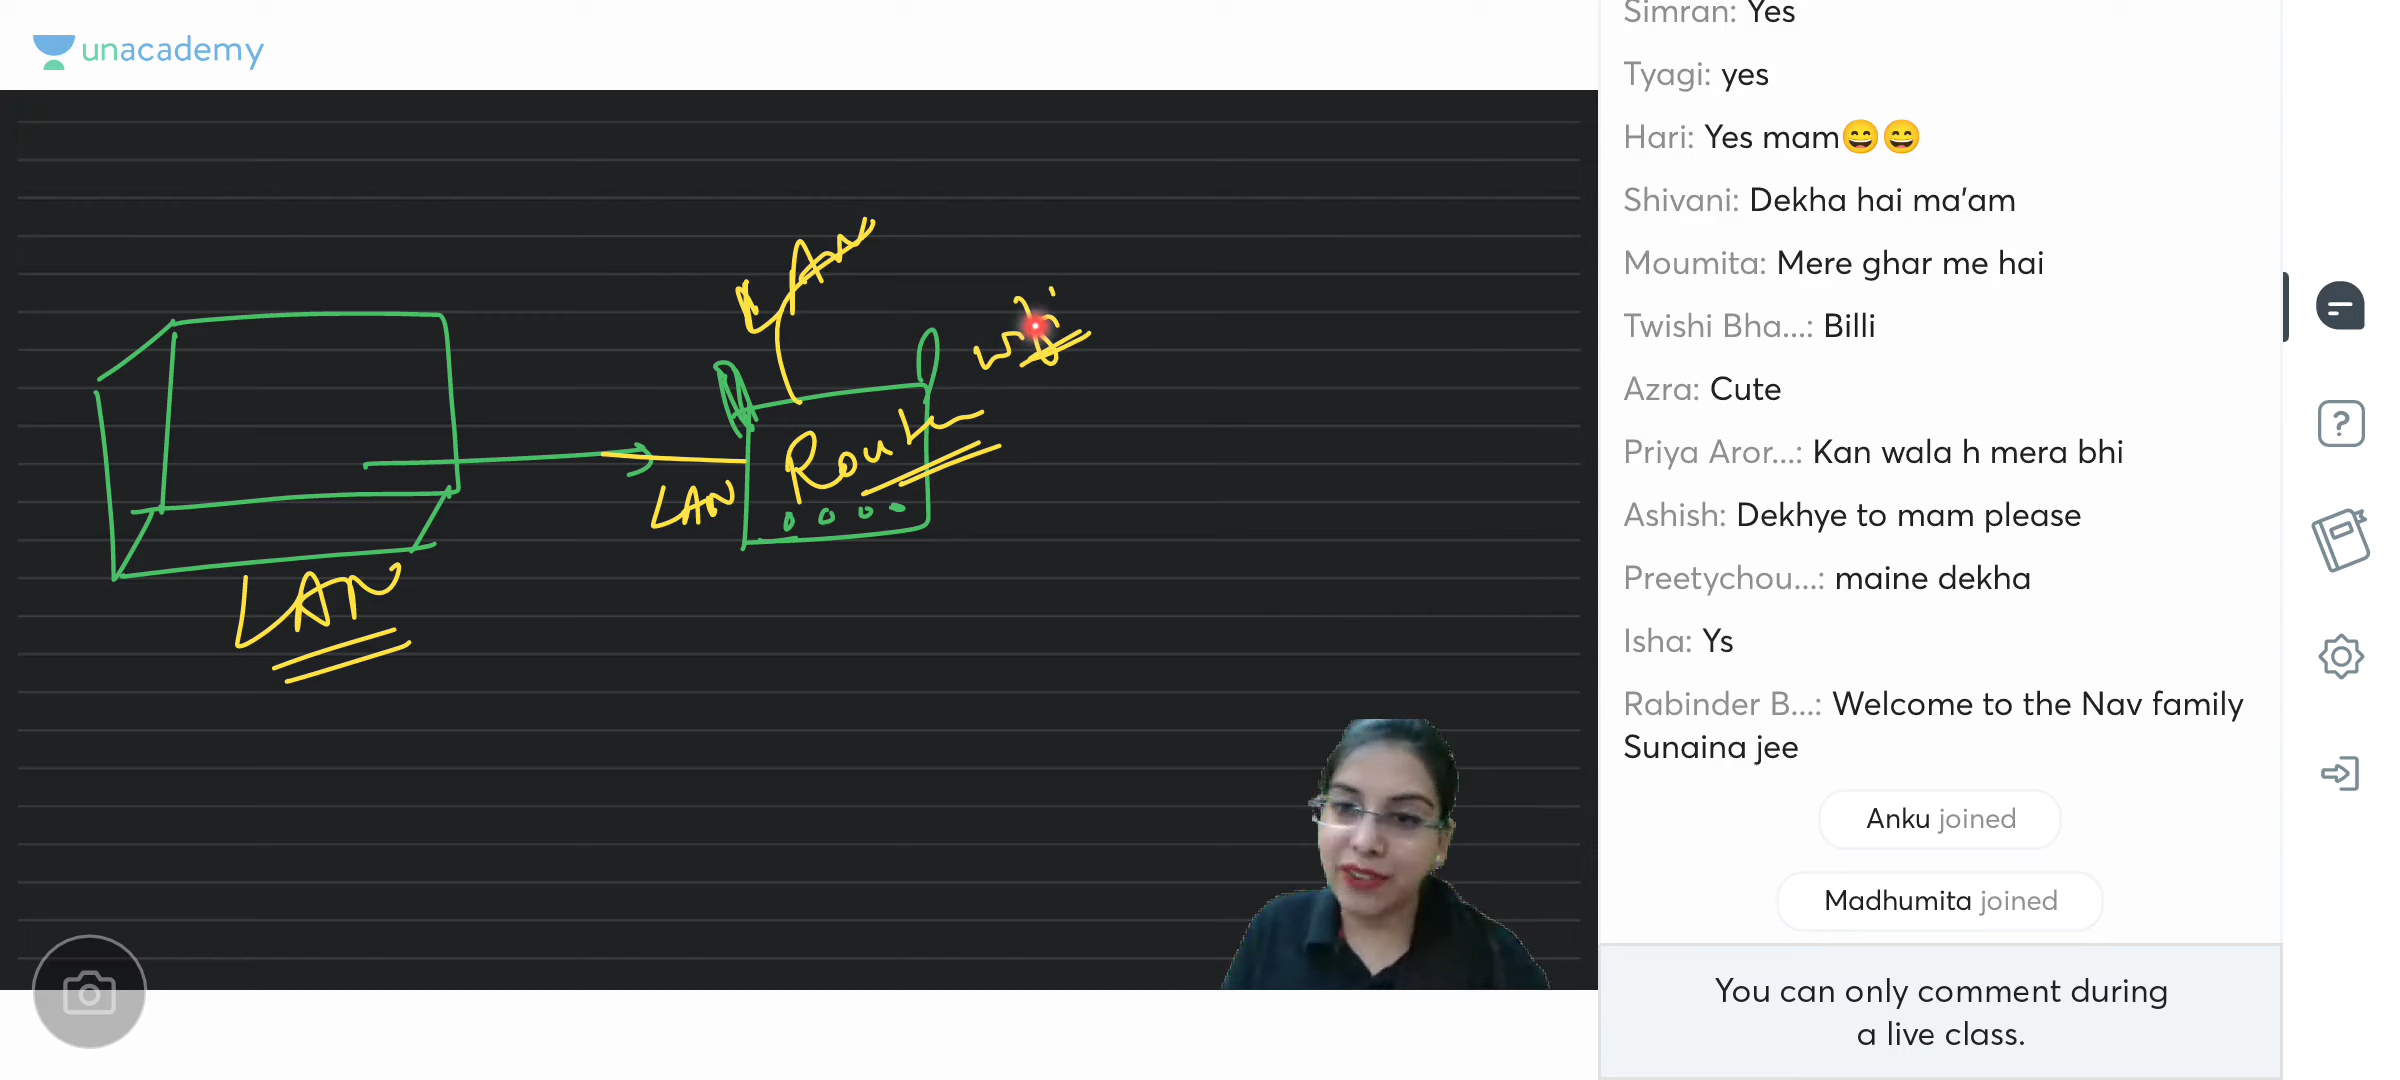 unacademy
LAN
wifi
Router
LAN
LAN
Simran: Yes
Tyagi: yes
Hari: Yes mam😄😄
Shivani: Dekha hai ma'am
Moumita: Mere ghar me hai
Twishi Bha...: Billi
Azra: Cute
Priya Aror...: Kan wala h mera bhi
Ashish: Dekhye to mam please
Preetychou...: maine dekha
Isha: Ys
Rabinder B...: Welcome to the Nav family
Sunaina jee
Anku joined
Madhumita joined
You can only comment during
a live class.